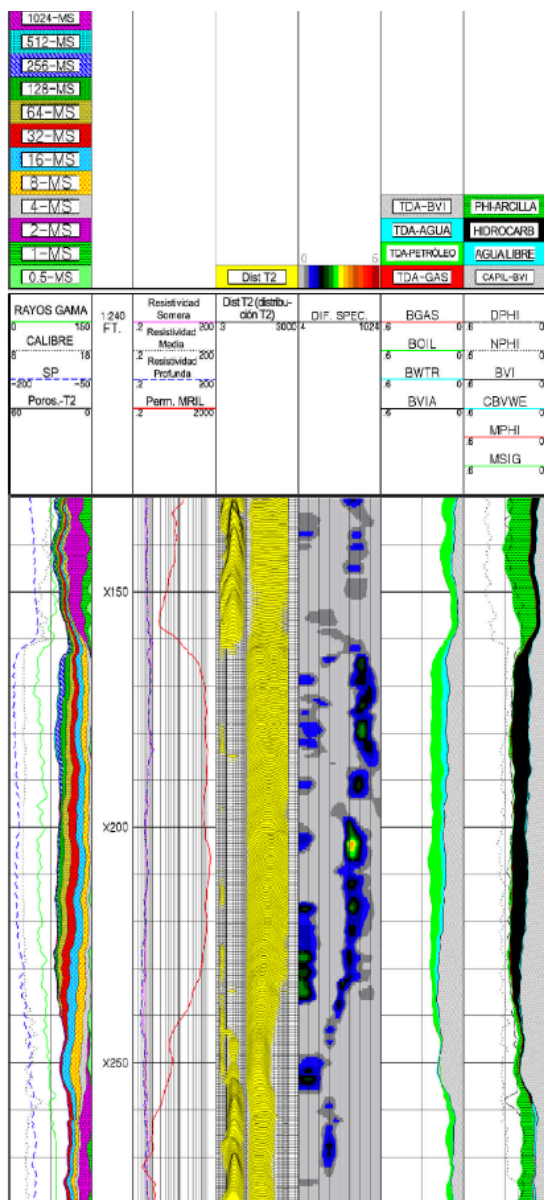 1024-MS
512-MS
256-MS
128-MS
64-MS
32-MS
16-MS
8-MS
4-MS
2-MS
1-MS
0.5-MS
Dist T2
0 5
TDA-BVI
TDA-AGUA
TDA-PETRÓLEO
TDA-GAS
PHI-ARCILLA
HIDROCARB
AGUA LIBRE
CAPIL-BVI
RAYOS GAMA
0 150
CALIBRE
6 16
SP
-200 -50
Poros.-T2
60 0
1:240
FT.
Resistividad
Somera
.2 200
Resistividad
Media
.2 200
Resistividad
Profunda
.2 200
Perm. MRIL
.2 2000
Dist T2 (distribu-
ción T2)
.3 3000
DIF. SPEC.
4 1024
BGAS
.6 0
BOIL
.6 0
BWTR
.6 0
BVIA
.6 0
DPHI
.6 0
NPHI
.6 0
BVI
.6 0
CBVWE
.6 0
MPHI
.6 0
MSIG
.6 0
X150
X200
X250